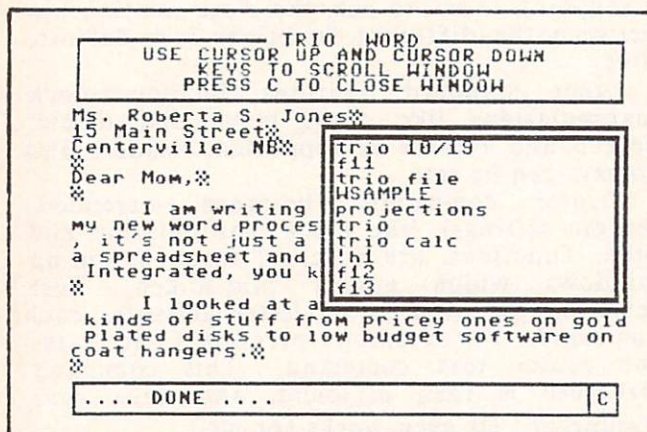 TRIO WORD
USE CURSOR UP AND CURSOR DOWN
KEYS TO SCROLL WINDOW
PRESS C TO CLOSE WINDOW
Ms. Roberta S. Jones
15 Main Street
Centerville, NB
Dear Mom,
I am writing
my new word proces
, it's not just a
a spreadsheet and
Integrated, you k
trio 10/19
f11
trio file
WSAMPLE
projections
trio
trio calc
f12
f13
I looked at
kinds of stuff from pricey ones on gold
plated disks to low budget software on
coat hangers.
.... DONE ... C